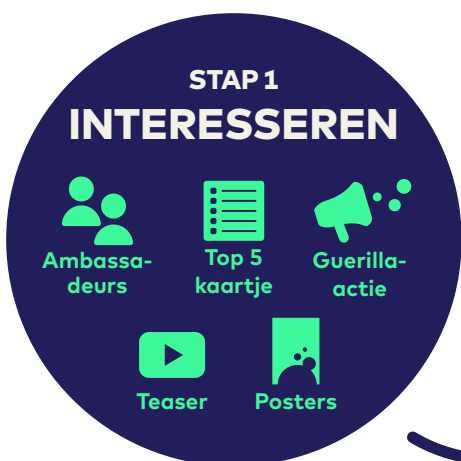 STAP 1
INTERESSEREN
Ambassa-
deurs
Top 5
kaartje
Guerilla-
actie
Teaser
Posters